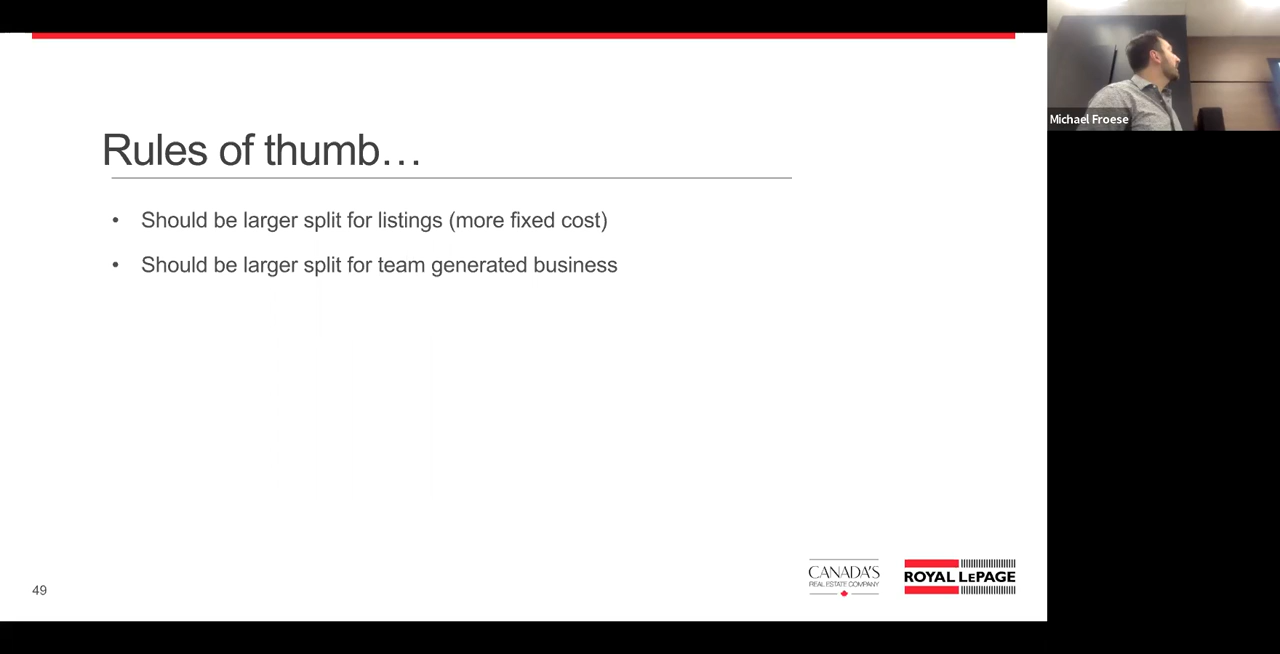 Rules of thumb…
• Should be larger split for listings (more fixed cost)
• Should be larger split for team generated business
49
CANADA'S
REAL ESTATE COMPANY
ROYAL LEPAGE
Michael Froese